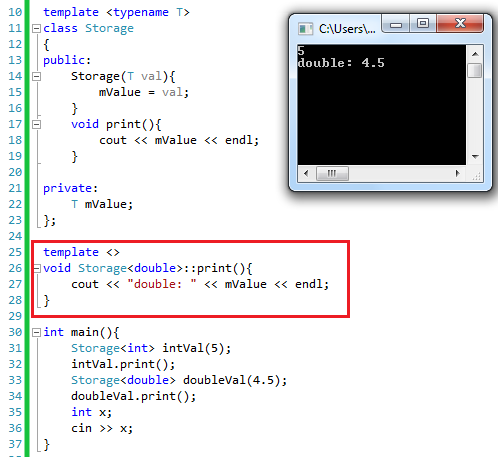 10 template <typename T>
11 class Storage
12 {
13 public:
14 Storage(T val){
15 mValue = val;
16 }
17 void print(){
18 cout << mValue << endl;
19 }
20
21 private:
22 T mValue;
23 };
24
25 template <>
26 void Storage<double>::print(){
27 cout << "double: " << mValue << endl;
28 }
29
30 int main(){
31 Storage<int> intVal(5);
32 intVal.print();
33 Storage<double> doubleVal(4.5);
34 doubleVal.print();
35 int x;
36 cin >> x;
37 }
C:\Users\...
5
double: 4.5